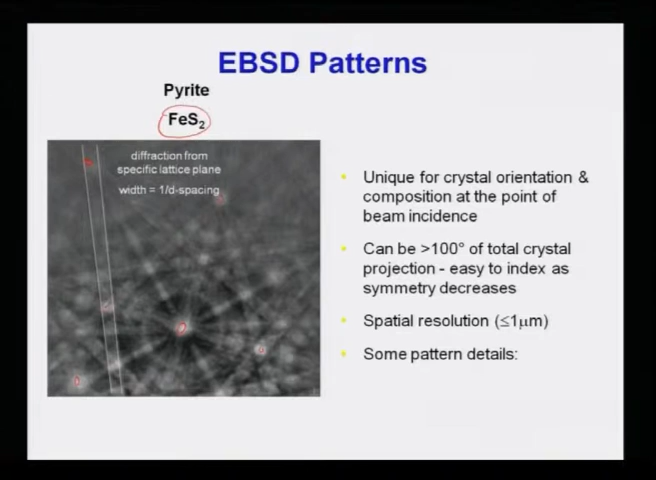 EBSD Patterns
Pyrite
FeS₂
diffraction from
specific lattice plane
width = 1/d-spacing
Unique for crystal orientation &
composition at the point of
beam incidence
Can be >100° of total crystal
projection - easy to index as
symmetry decreases
Spatial resolution (≤1μm)
Some pattern details: